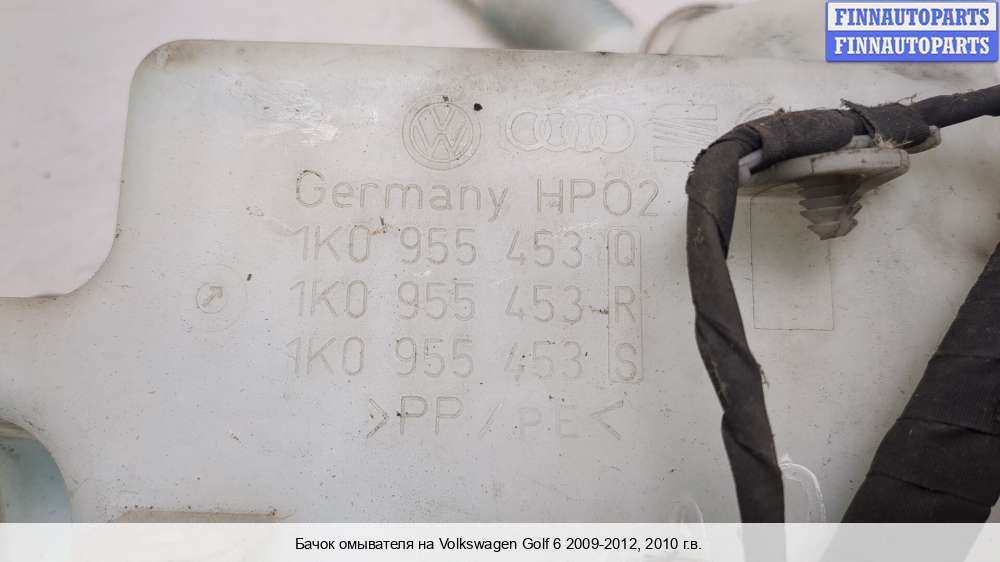 FINNAUTOPARTS
FINNAUTOPARTS
Germany HPO2
1K0 955 453 Q
1K0 955 453 R
1K0 955 453 S
>PP/PE<
Бачок омывателя на Volkswagen Golf 6 2009-2012, 2010 г.в.